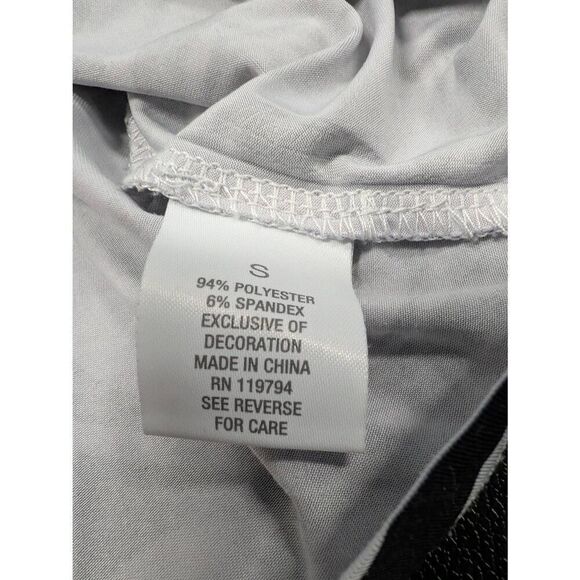 S
94% POLYESTER
6% SPANDEX
EXCLUSIVE OF
DECORATION
MADE IN CHINA
RN 119794
SEE REVERSE
FOR CARE